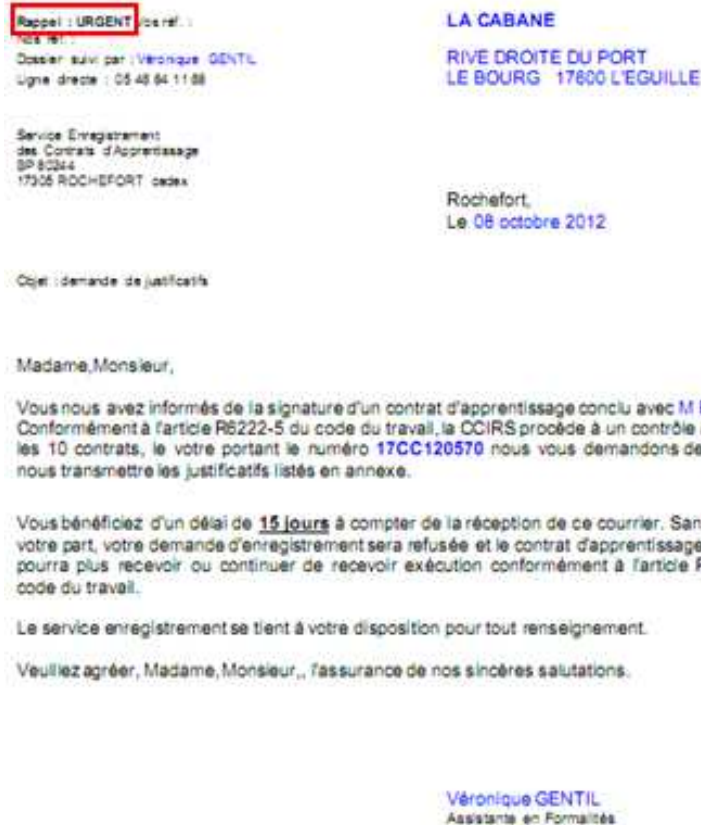 Rappel : URGENT Vos réf. :
Nos réf. :
Dossier suivi par : Véronique GENTIL
Ligne directe : 05 46 84 11 88
LA CABANE
RIVE DROITE DU PORT
LE BOURG 17600 L'EGUILLE
Service Enregistrement
des Contrats d'Apprentissage
BP 80244
17305 ROCHEFORT cedex
Rochefort,
Le 08 octobre 2012
Objet : demande de justificatifs
Madame,Monsieur,
Vous nous avez informés de la signature d'un contrat d'apprentissage conclu avec M
Conformément à l'article R6222-5 du code du travail, la CCIRS procède à un contrôle
les 10 contrats, le votre portant le numéro 17CC120570 nous vous demandons de
nous transmettre les justificatifs listés en annexe.
Vous bénéficiez d'un délai de 15 jours à compter de la réception de ce courrier. San
votre part, votre demande d'enregistrement sera refusée et le contrat d'apprentissage
pourra plus recevoir ou continuer de recevoir exécution conformément à l'article
code du travail.
Le service enregistrement se tient à votre disposition pour tout renseignement.
Veuillez agréer, Madame, Monsieur,, l'assurance de nos sincères salutations.
Véronique GENTIL
Assistante en Formalités